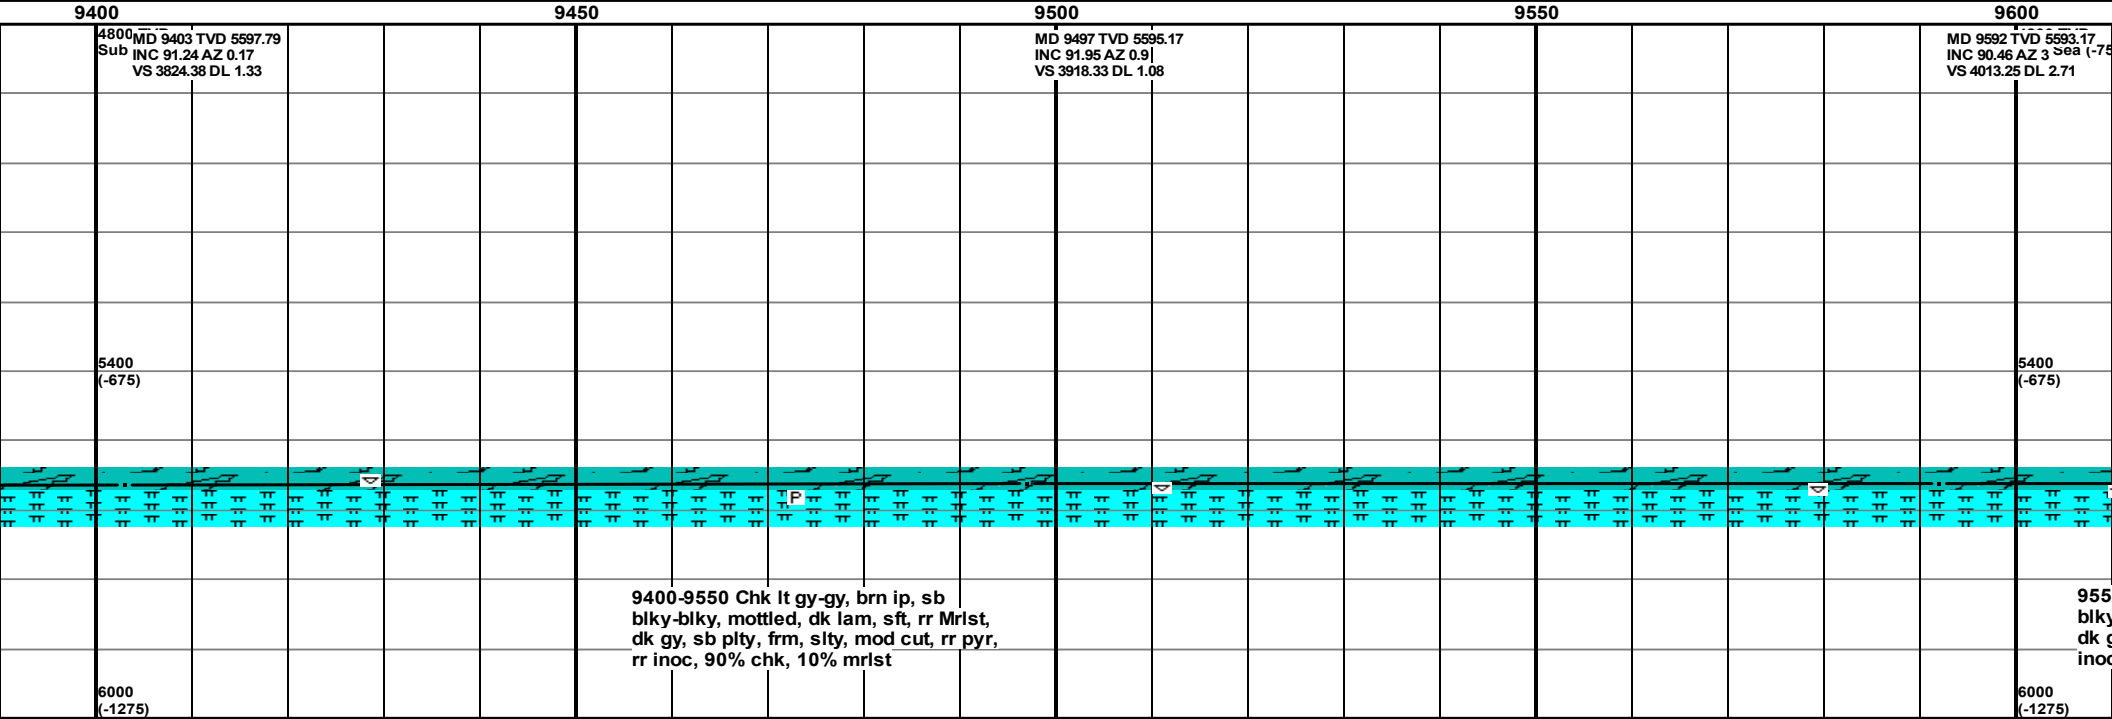 9400 9450 9500 9550 9600
4800
Sub
MD 9403 TVD 5597.79
INC 91.24 AZ 0.17
VS 3824.38 DL 1.33
MD 9497 TVD 5595.17
INC 91.95 AZ 0.9
VS 3918.33 DL 1.08
MD 9592 TVD 5593.17
INC 90.46 AZ 3
VS 4013.25 DL 2.71
Sea (-75
5400
(-675)
5400
(-675)
P
9400-9550 Chk lt gy-gy, brn ip, sb
blky-blky, mottled, dk lam, sft, rr Mrlst,
dk gy, sb plty, frm, slty, mod cut, rr pyr,
rr inoc, 90% chk, 10% mrlst
955
blky
dk g
inoc
6000
(-1275)
6000
(-1275)